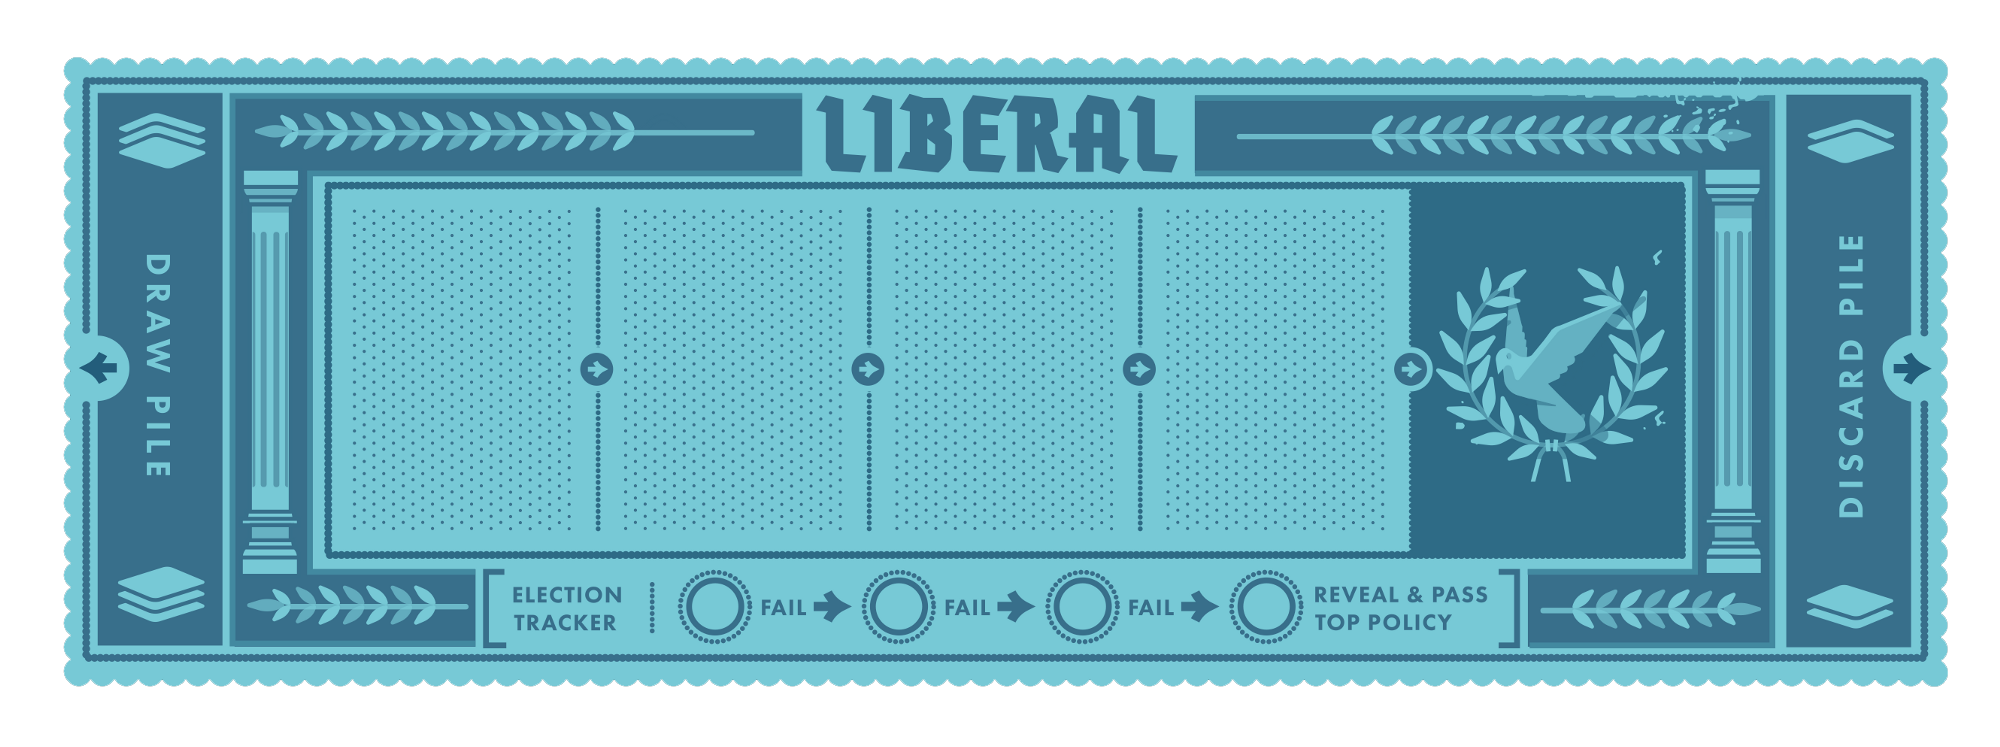 LIBERAL
DRAW PILE
DISCARD PILE
ELECTION
TRACKER
FAIL
FAIL
FAIL
REVEAL & PASS
TOP POLICY